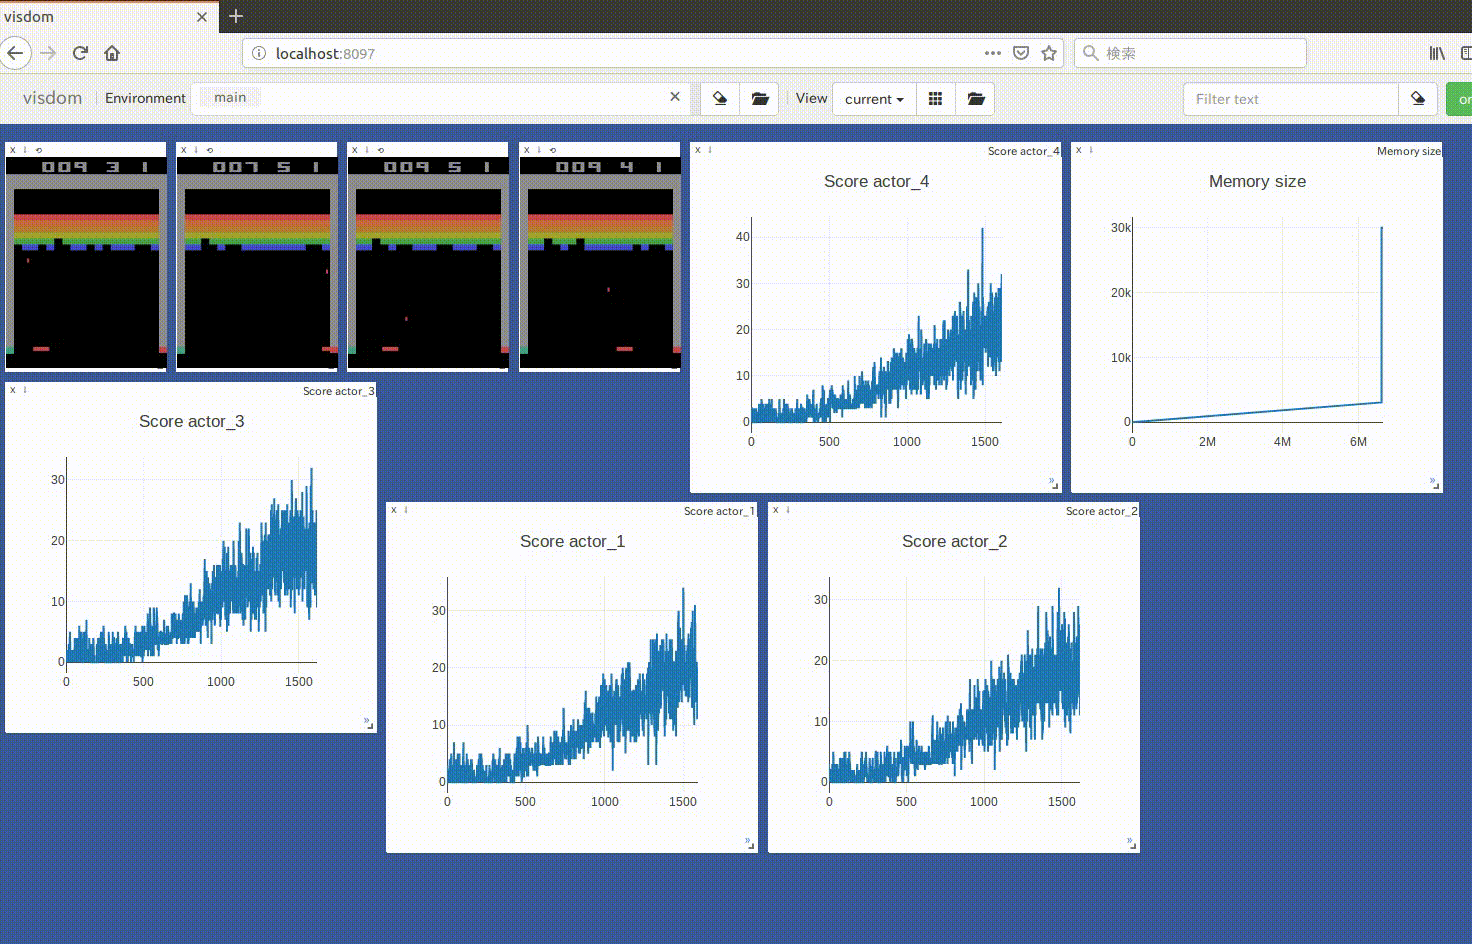 visdom
localhost:8097
検索
visdom Environment main View current Filter text
009 3 1
007 5 1
009 5 1
009 4 1
Score actor_4
Score actor_4
40
30
20
10
0
0 500 1000 1500
Memory size
Memory size
30k
20k
10k
0
0 2M 4M 6M
Score actor_3
Score actor_3
30
20
10
0
0 500 1000 1500
Score actor_1
Score actor_1
30
20
10
0
0 500 1000 1500
Score actor_2
Score actor_2
30
20
10
0
0 500 1000 1500